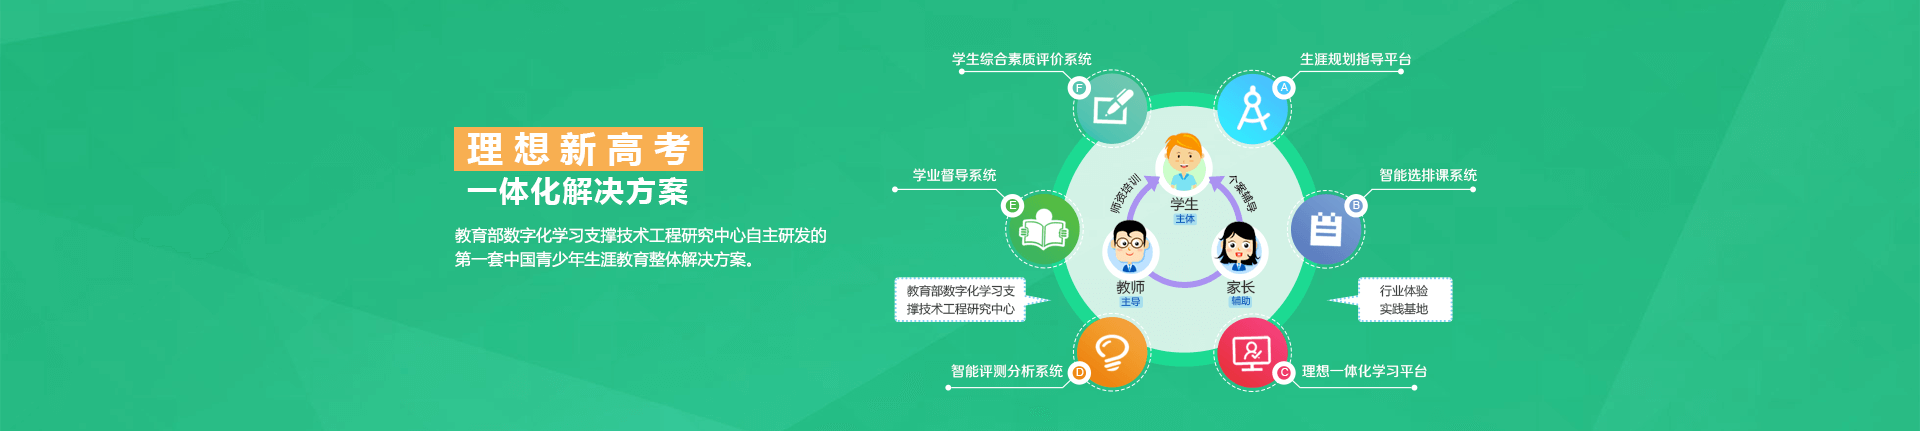 理想新高考
一体化解决方案
教育部数字化学习支撑技术工程研究中心自主研发的
第一套中国青少年生涯教育整体解决方案。
学生综合素质评价系统
F
生涯规划指导平台
A
学业督导系统
E
智能选排课系统
B
师资培训
个案辅导
学生
主体
教师
主导
家长
辅助
教育部数字化学习支
撑技术工程研究中心
行业体验
实践基地
智能评测分析系统
D
理想一体化学习平台
C